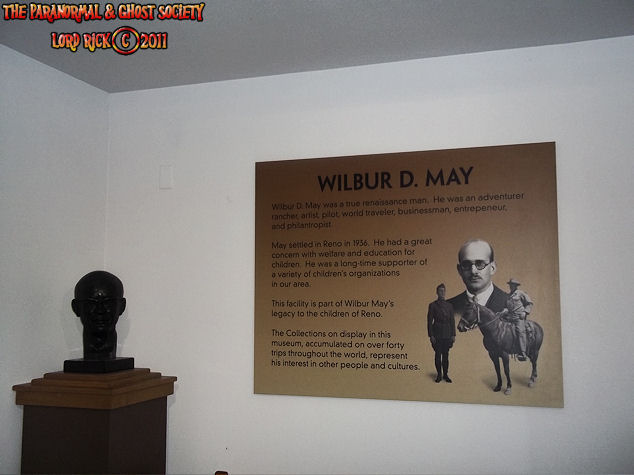 THE PARANORMAL & GHOST SOCIETY
LORD RICK © 2011
WILBUR D. MAY
Wilbur D. May was a true renaissance man. He was an adventurer
rancher, artist, pilot, world traveler, businessman, entrepeneur,
and philantropist.
May settled in Reno in 1936. He had a great
concern with welfare and education for
children. He was a long-time supporter of
a variety of children's organizations
in our area.
This facility is part of Wilbur May's
legacy to the children of Reno.
The Collections on display in this
museum, accumulated on over forty
trips throughout the world, represent
his interest in other people and cultures.